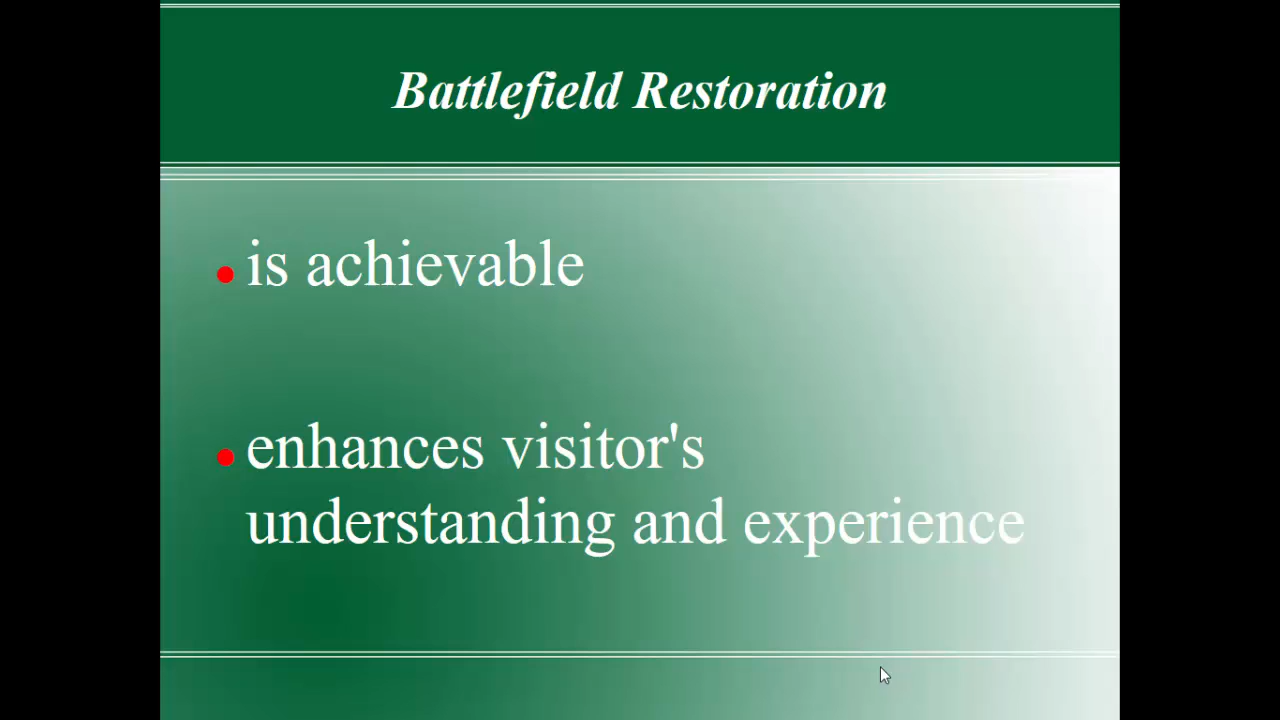 Battlefield Restoration
is achievable
enhances visitor's
understanding and experience